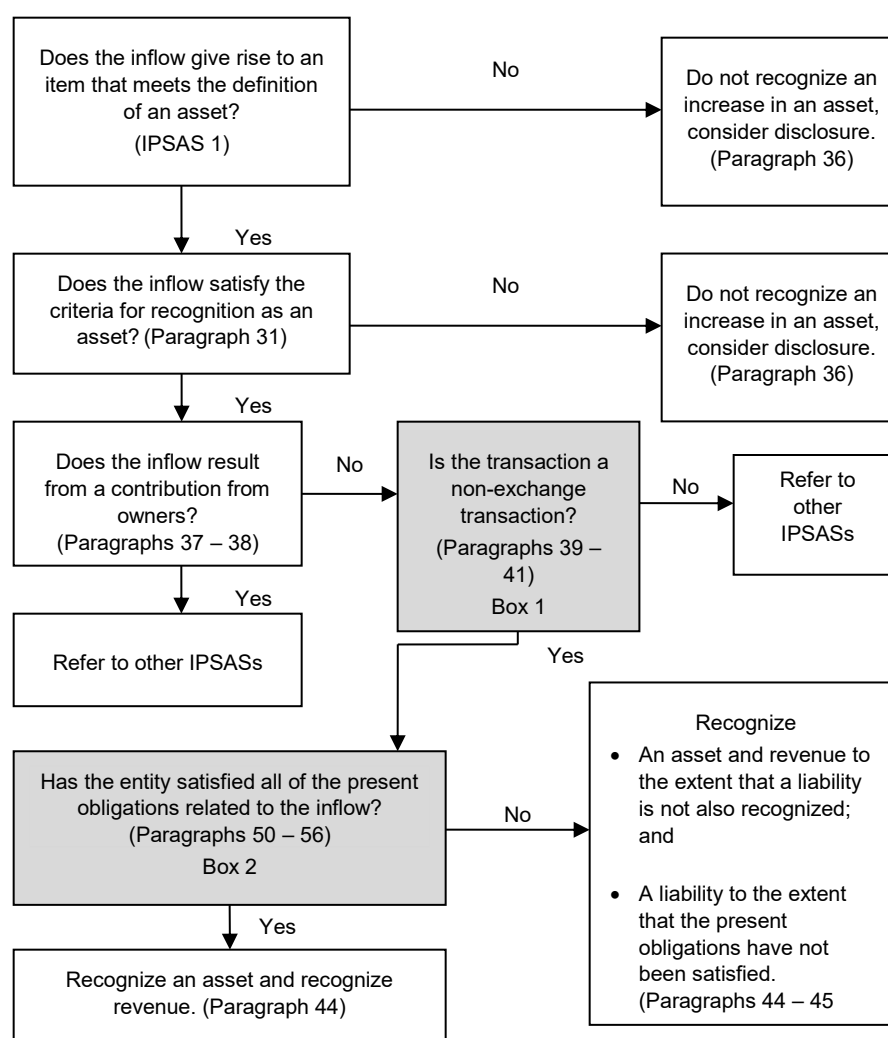 Does the inflow give rise to an
item that meets the definition
of an asset?
(IPSAS 1)
No
Do not recognize an
increase in an asset,
consider disclosure.
(Paragraph 36)
Yes
Does the inflow satisfy the
criteria for recognition as an
asset? (Paragraph 31)
No
Do not recognize an
increase in an asset,
consider disclosure.
(Paragraph 36)
Yes
Does the inflow result
from a contribution from
owners?
(Paragraphs 37 – 38)
No
Is the transaction a
non-exchange
transaction?
(Paragraphs 39 –
41)
Box 1
No
Refer to
other
IPSASs
Yes
Refer to other IPSASs
Yes
Has the entity satisfied all of the present
obligations related to the inflow?
(Paragraphs 50 – 56)
Box 2
No
Recognize
• An asset and revenue to
the extent that a liability
is not also recognized;
and
• A liability to the extent
that the present
obligations have not
been satisfied.
(Paragraphs 44 – 45
Yes
Recognize an asset and recognize
revenue. (Paragraph 44)